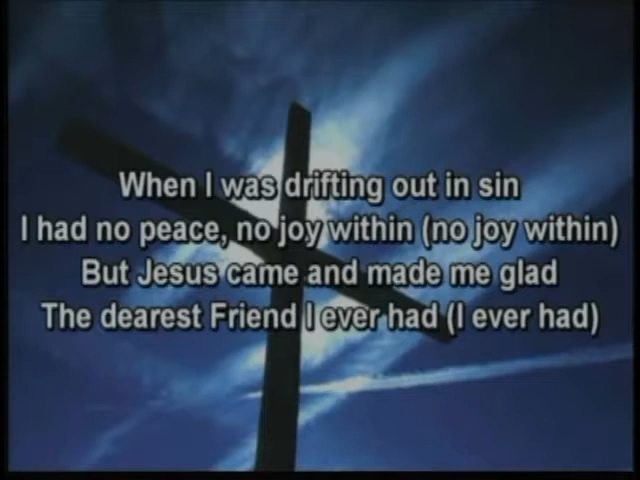 When I was drifting out in sin
I had no peace, no joy within (no joy within)
But Jesus came and made me glad
The dearest Friend I ever had (I ever had)